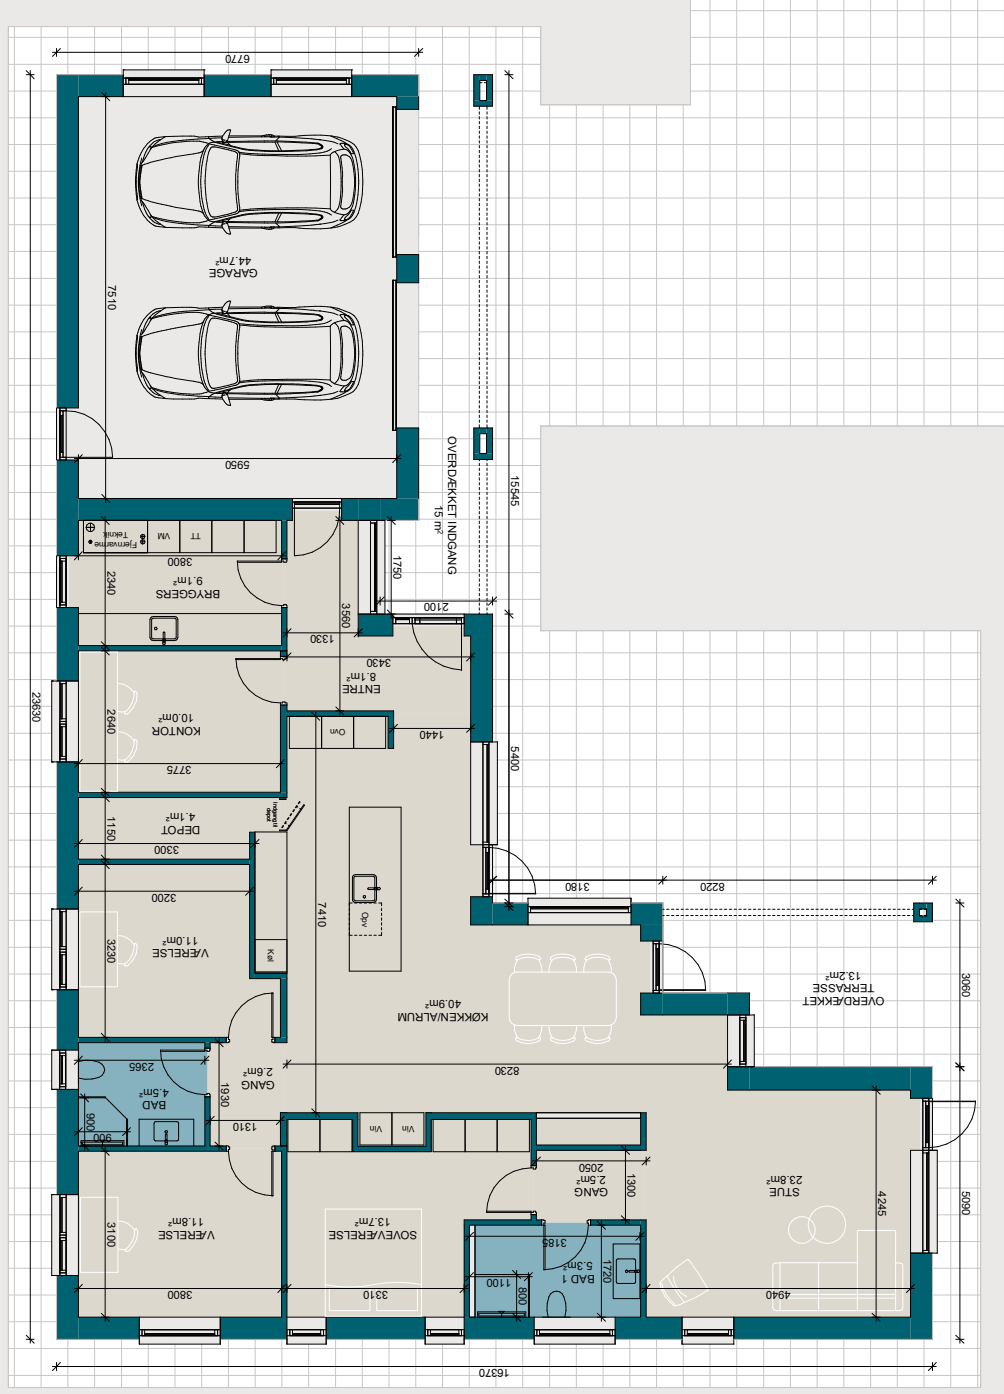 6770
GARAGE
44.7m²
7510
5950
OVERDÆKKET INDGANG
15 m²
15545
Fjernvarme
Teknik
VM
TT
3800
2340
BRYGGERS
9.1m²
1750
2100
3560
1330
3430
ENTRE
8.1m²
23630
2640
KONTOR
10.0m²
3775
Ovn
1440
5400
1150
DEPOT
4.1m²
3300
Indgang til
depot
3200
3230
VÆRELSE
11.0m²
7410
Opv
Køl
3180
8220
KØKKEN/ALRUM
40.9m²
OVERDÆKKET
TERRASSE
13.2m²
3060
2365
BAD
4.5m²
900
900
GANG
2.6m²
1930
1310
8230
Vin
Vin
2050
GANG
2.5m²
1300
STUE
23.8m²
4245
5090
3100
VÆRELSE
11.8m²
3800
SOVEVÆRELSE
13.7m²
3310
3185
BAD 1
5.3m²
1720
1100
800
4940
16370